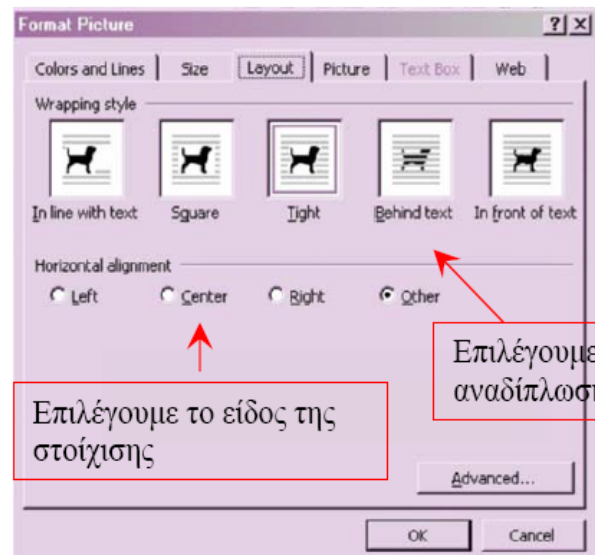 Format Picture
Colors and Lines Size Layout Picture Text Box Web
Wrapping style
In line with text Square Tight Behind text In front of text
Horizontal alignment
Left Center Right Other
Επιλέγουμε
Επιλέγουμε το είδος της
στοίχισης
Advanced...
OK Cancel